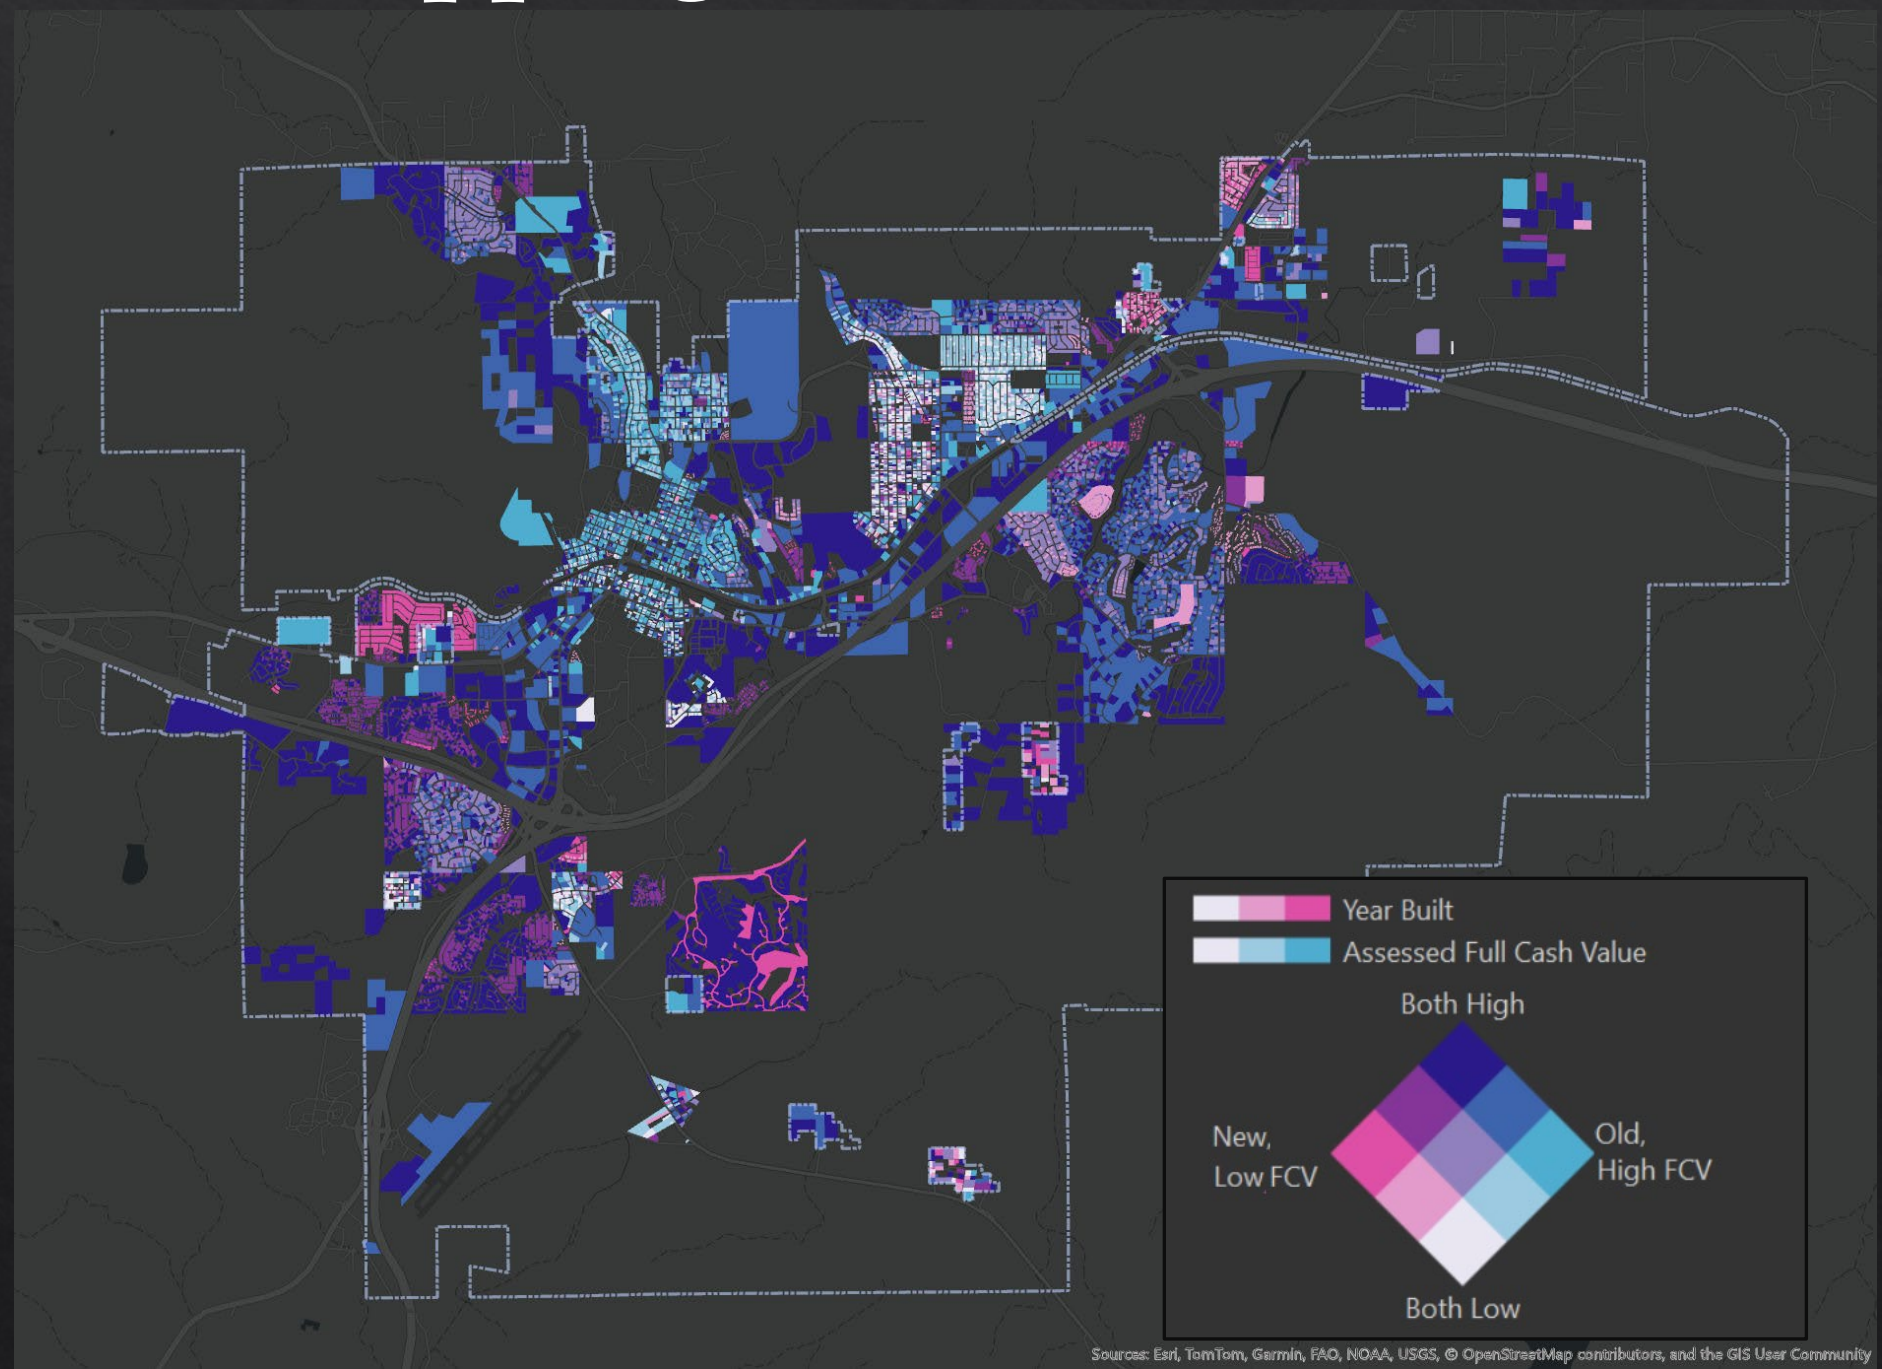 Year Built
Assessed Full Cash Value
Both High
New,
Low FCV
Old,
High FCV
Both Low
Sources: Esri, TomTom, Garmin, FAO, NOAA, USGS, © OpenStreetMap contributors, and the GIS User Community